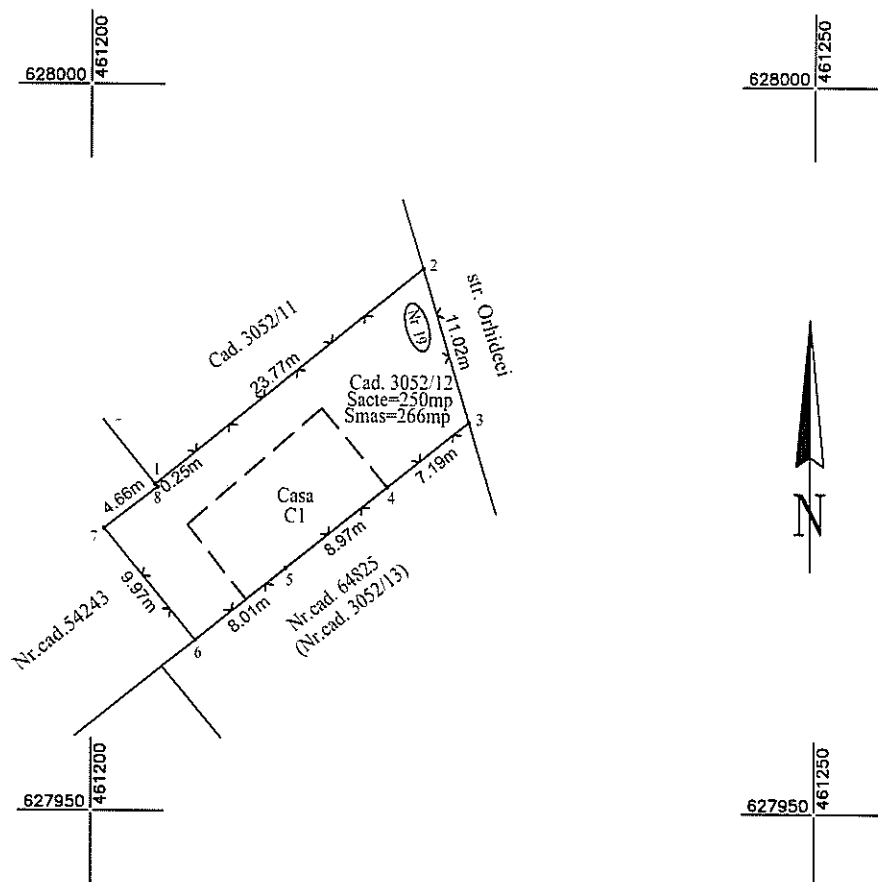 461200
628000
461250
628000
2
str. Orhideei
Nr 19
11.02m
Cad. 3052/11
23.77m
Cad. 3052/12
Sacte=250mp
Smas=266mp
3
7.19m
4
1
0.25m
8
4.66m
7
Casa
C1
8.97m
5
9.97m
8.01m
6
Nr.cad. 64825
(Nr.cad. 3052/13)
Nr.cad.54243
N
461200
627950
461250
627950